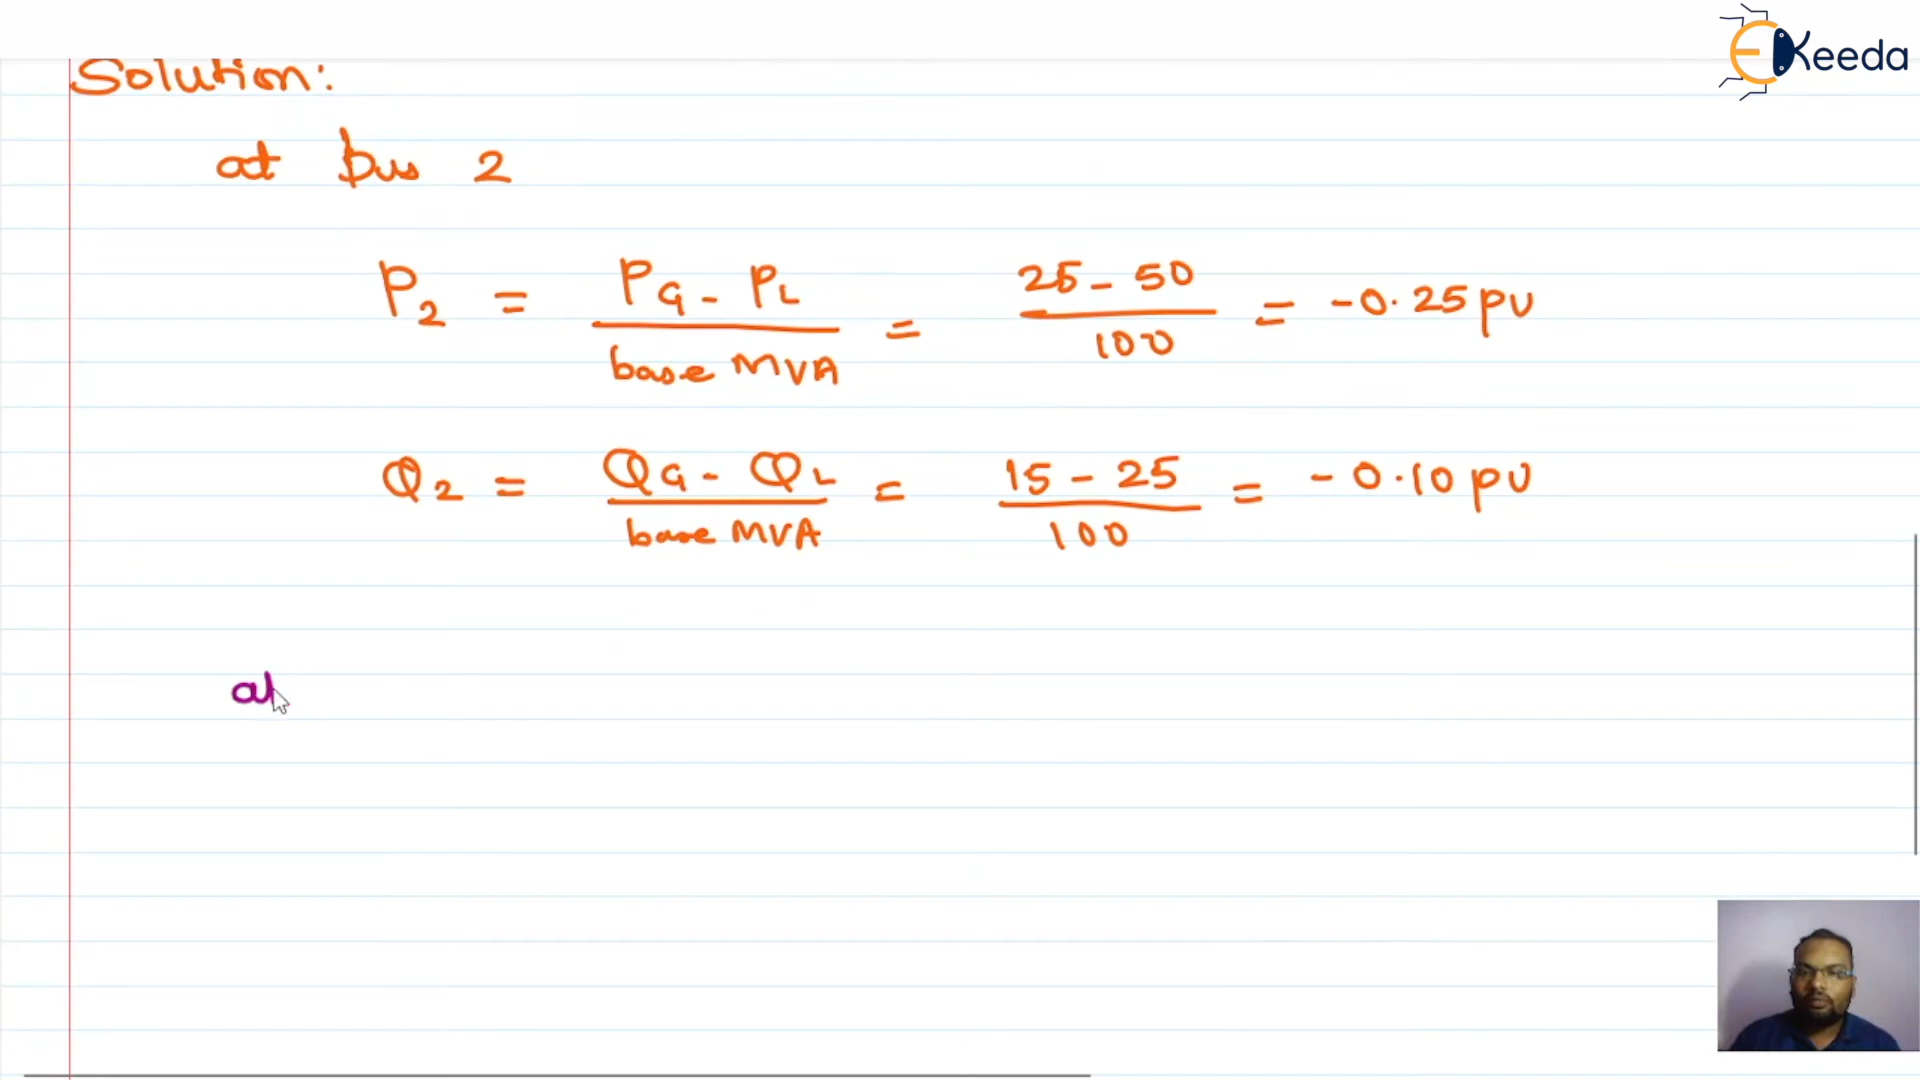 EKeeda
Solution:
at bus 2
P2 = PG - PL / base MVA = 25 - 50 / 100 = -0.25 pu
Q2 = QG - QL / base MVA = 15 - 25 / 100 = -0.10 pu
at